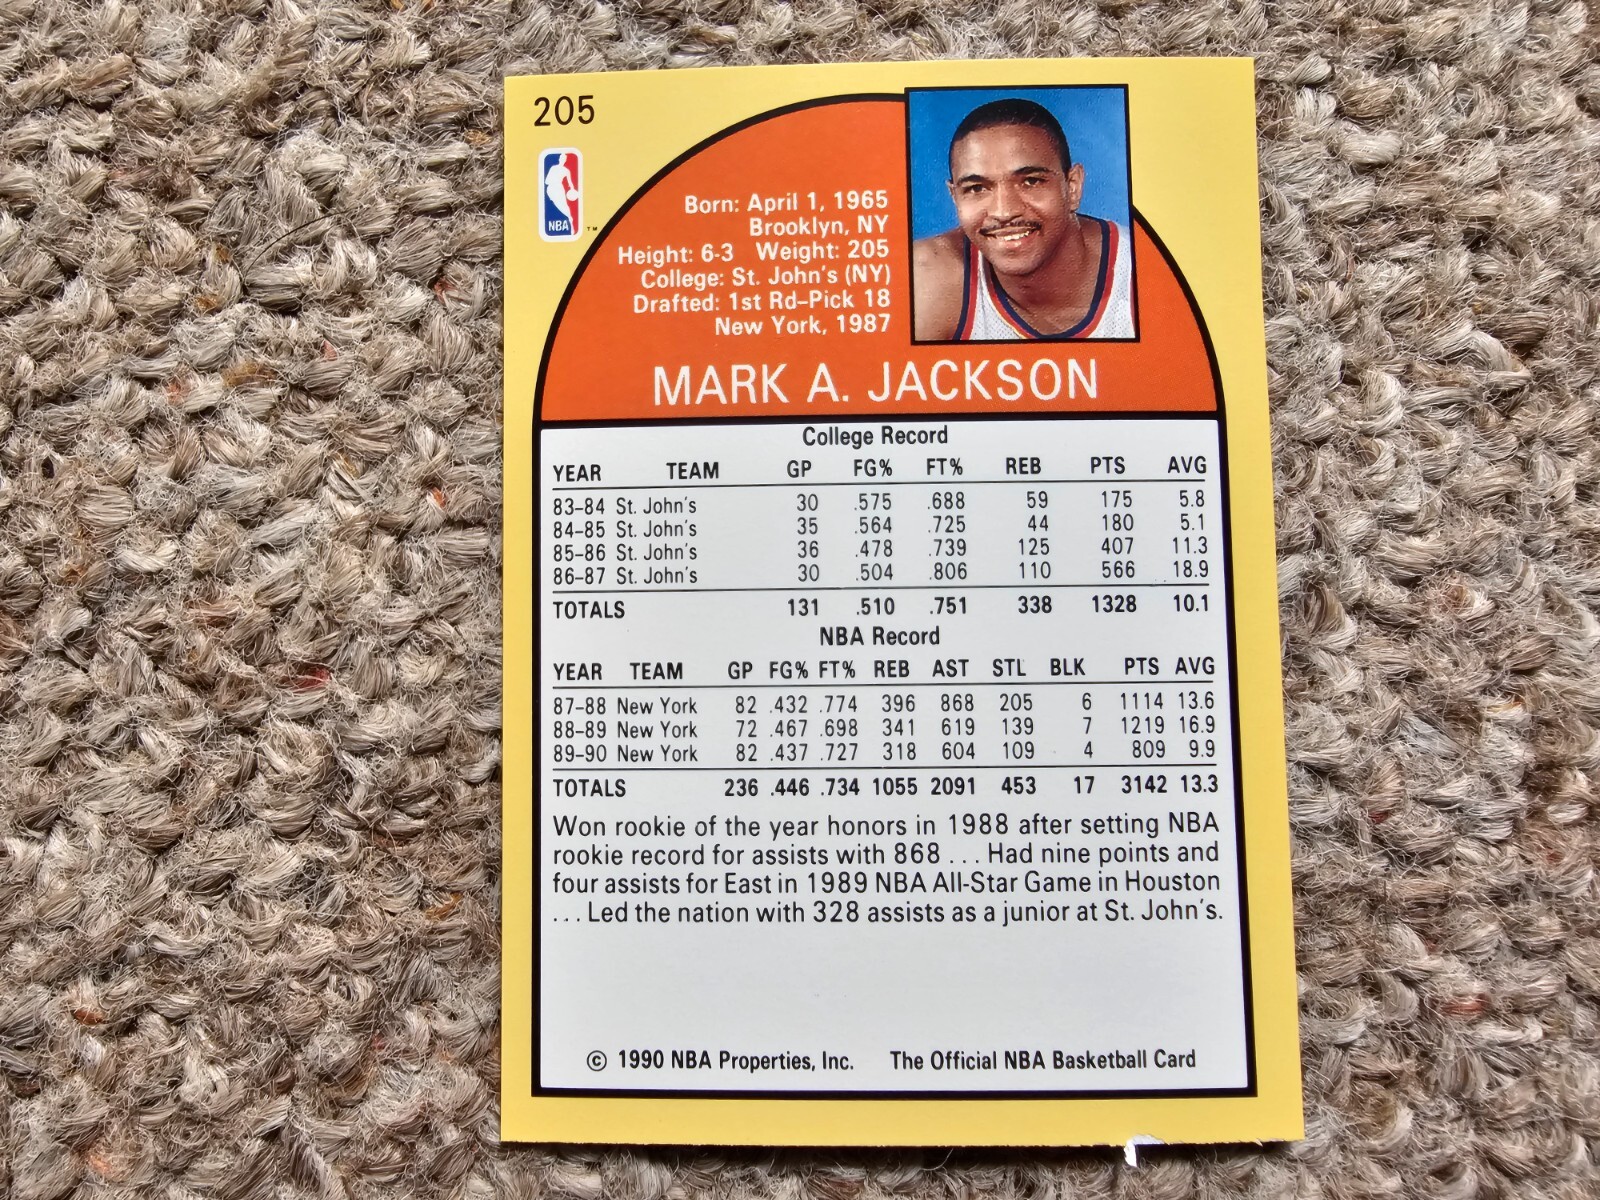 205
NBA
TM
Born: April 1, 1965
Brooklyn, NY
Height: 6-3 Weight: 205
College: St. John's (NY)
Drafted: 1st Rd–Pick 18
New York, 1987
MARK A. JACKSON
College Record
YEAR TEAM GP FG% FT% REB PTS AVG
83–84 St. John's 30 .575 .688 59 175 5.8
84–85 St. John's 35 .564 .725 44 180 5.1
85–86 St. John's 36 .478 .739 125 407 11.3
86–87 St. John's 30 .504 .806 110 566 18.9
TOTALS 131 .510 .751 338 1328 10.1
NBA Record
YEAR TEAM GP FG% FT% REB AST STL BLK PTS AVG
87–88 New York 82 .432 .774 396 868 205 6 1114 13.6
88–89 New York 72 .467 .698 341 619 139 7 1219 16.9
89–90 New York 82 .437 .727 318 604 109 4 809 9.9
TOTALS 236 .446 .734 1055 2091 453 17 3142 13.3
Won rookie of the year honors in 1988 after setting NBA
rookie record for assists with 868 ... Had nine points and
four assists for East in 1989 NBA All-Star Game in Houston
... Led the nation with 328 assists as a junior at St. John's.
© 1990 NBA Properties, Inc. The Official NBA Basketball Card